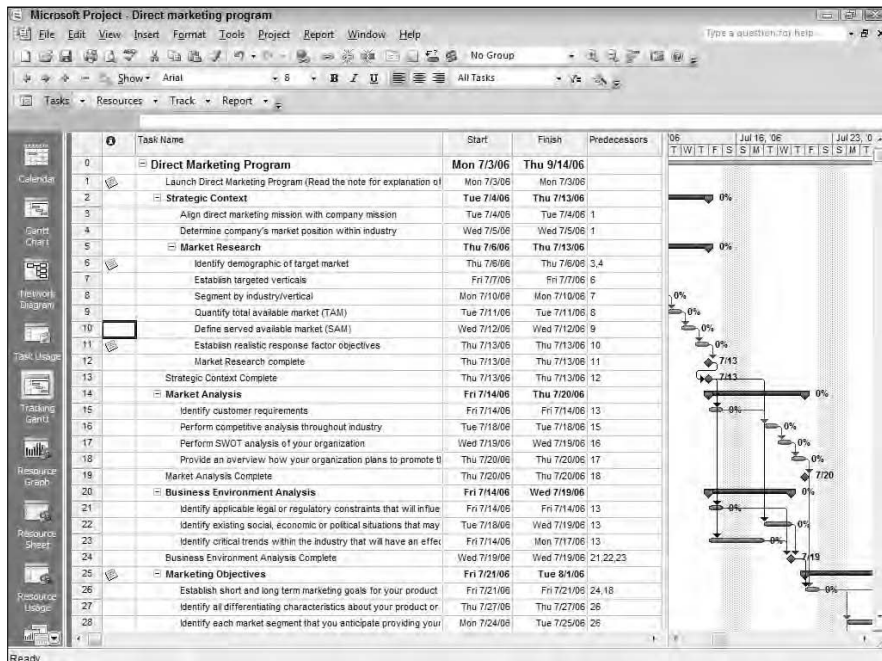 Microsoft Project - Direct marketing program
File Edit View Insert Format Tools Project Report Window Help
Type a question for help
No Group
Show Arial 8 B I U All Tasks
Tasks Resources Track Report
Task Name Start Finish Predecessors '06 Jul 16, '06 Jul 23, '0
T W T F S S M T W T F S S M T
0 Direct Marketing Program Mon 7/3/06 Thu 9/14/06
1 Launch Direct Marketing Program (Read the note for explanation of Mon 7/3/06 Mon 7/3/06
2 Strategic Context Tue 7/4/06 Thu 7/13/06 0%
3 Align direct marketing mission with company mission Tue 7/4/06 Tue 7/4/06 1
4 Determine company's market position within industry Wed 7/5/06 Wed 7/5/06 1
5 Market Research Thu 7/6/06 Thu 7/13/06 0%
6 Identify demographic of target market Thu 7/6/06 Thu 7/6/06 3,4
7 Establish targeted verticals Fri 7/7/06 Fri 7/7/06 6
8 Segment by industry/vertical Mon 7/10/06 Mon 7/10/06 7 0%
9 Quantify total available market (TAM) Tue 7/11/06 Tue 7/11/06 8 0%
10 Define served available market (SAM) Wed 7/12/06 Wed 7/12/06 9 0%
11 Establish realistic response factor objectives Thu 7/13/06 Thu 7/13/06 10 0%
12 Market Research complete Thu 7/13/06 Thu 7/13/06 11 7/13
13 Strategic Context Complete Thu 7/13/06 Thu 7/13/06 12 7/13
14 Market Analysis Fri 7/14/06 Thu 7/20/06 0%
15 Identify customer requirements Fri 7/14/06 Fri 7/14/06 13 0%
16 Perform competitive analysis throughout industry Tue 7/18/06 Tue 7/18/06 15 0%
17 Perform SWOT analysis of your organization Wed 7/19/06 Wed 7/19/06 16 0%
18 Provide an overview how your organization plans to promote t Thu 7/20/06 Thu 7/20/06 17 0%
19 Market Analysis Complete Thu 7/20/06 Thu 7/20/06 18 7/20
20 Business Environment Analysis Fri 7/14/06 Wed 7/19/06 0%
21 Identify applicable legal or regulatory constraints that will influe Fri 7/14/06 Fri 7/14/06 13 0%
22 Identify existing social, economic or political situations that may Tue 7/18/06 Wed 7/19/06 13 0%
23 Identify critical trends within the industry that will have an effec Fri 7/14/06 Mon 7/17/06 13 0%
24 Business Environment Analysis Complete Wed 7/19/06 Wed 7/19/06 21,22,23 7/19
25 Marketing Objectives Fri 7/21/06 Tue 8/1/06
26 Establish short and long term marketing goals for your product Fri 7/21/06 Fri 7/21/06 24,18 0%
27 Identify all differentiating characteristics about your product or Thu 7/27/06 Thu 7/27/06 26
28 Identify each market segment that you anticipate providing your Mon 7/24/06 Tue 7/25/06 26
Calendar
Gantt
Chart
Network
Diagram
Task Usage
Tracking
Gantt
Resource
Graph
Resource
Sheet
Resource
Usage
Ready